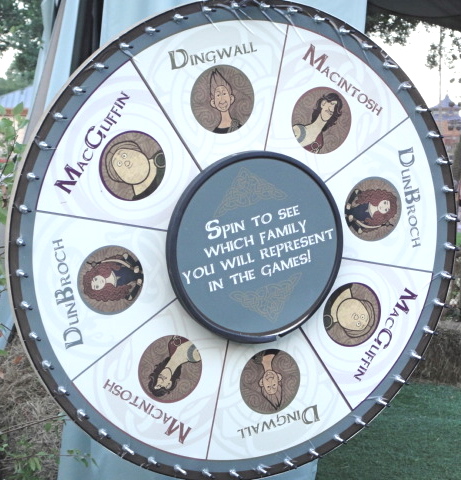 Dingwall
Macintosh
DunBroch
MacGuffin
Dingwall
Macintosh
DunBroch
MacGuffin
Spin to see
which family
you will represent
in the games!